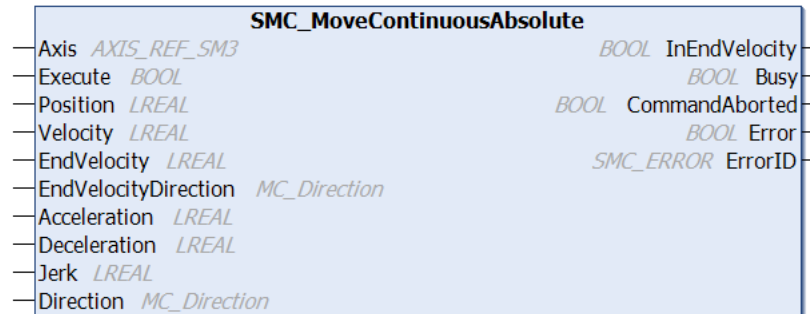 SMC_MoveContinuousAbsolute
Axis AXIS_REF_SM3 BOOL InEndVelocity
Execute BOOL BOOL Busy
Position LREAL BOOL CommandAborted
Velocity LREAL BOOL Error
EndVelocity LREAL SMC_ERROR ErrorID
EndVelocityDirection MC_Direction
Acceleration LREAL
Deceleration LREAL
Jerk LREAL
Direction MC_Direction